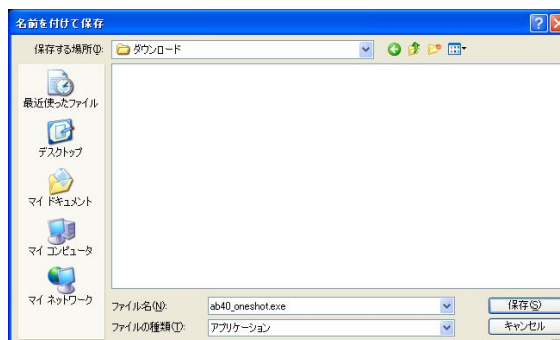 名前を付けて保存
保存する場所(I):
ダウンロード
最近使ったファイル
デスクトップ
マイ ドキュメント
マイ コンピュータ
マイ ネットワーク
ファイル名(N):
ab40_oneshot.exe
保存(S)
ファイルの種類(T):
アプリケーション
キャンセル